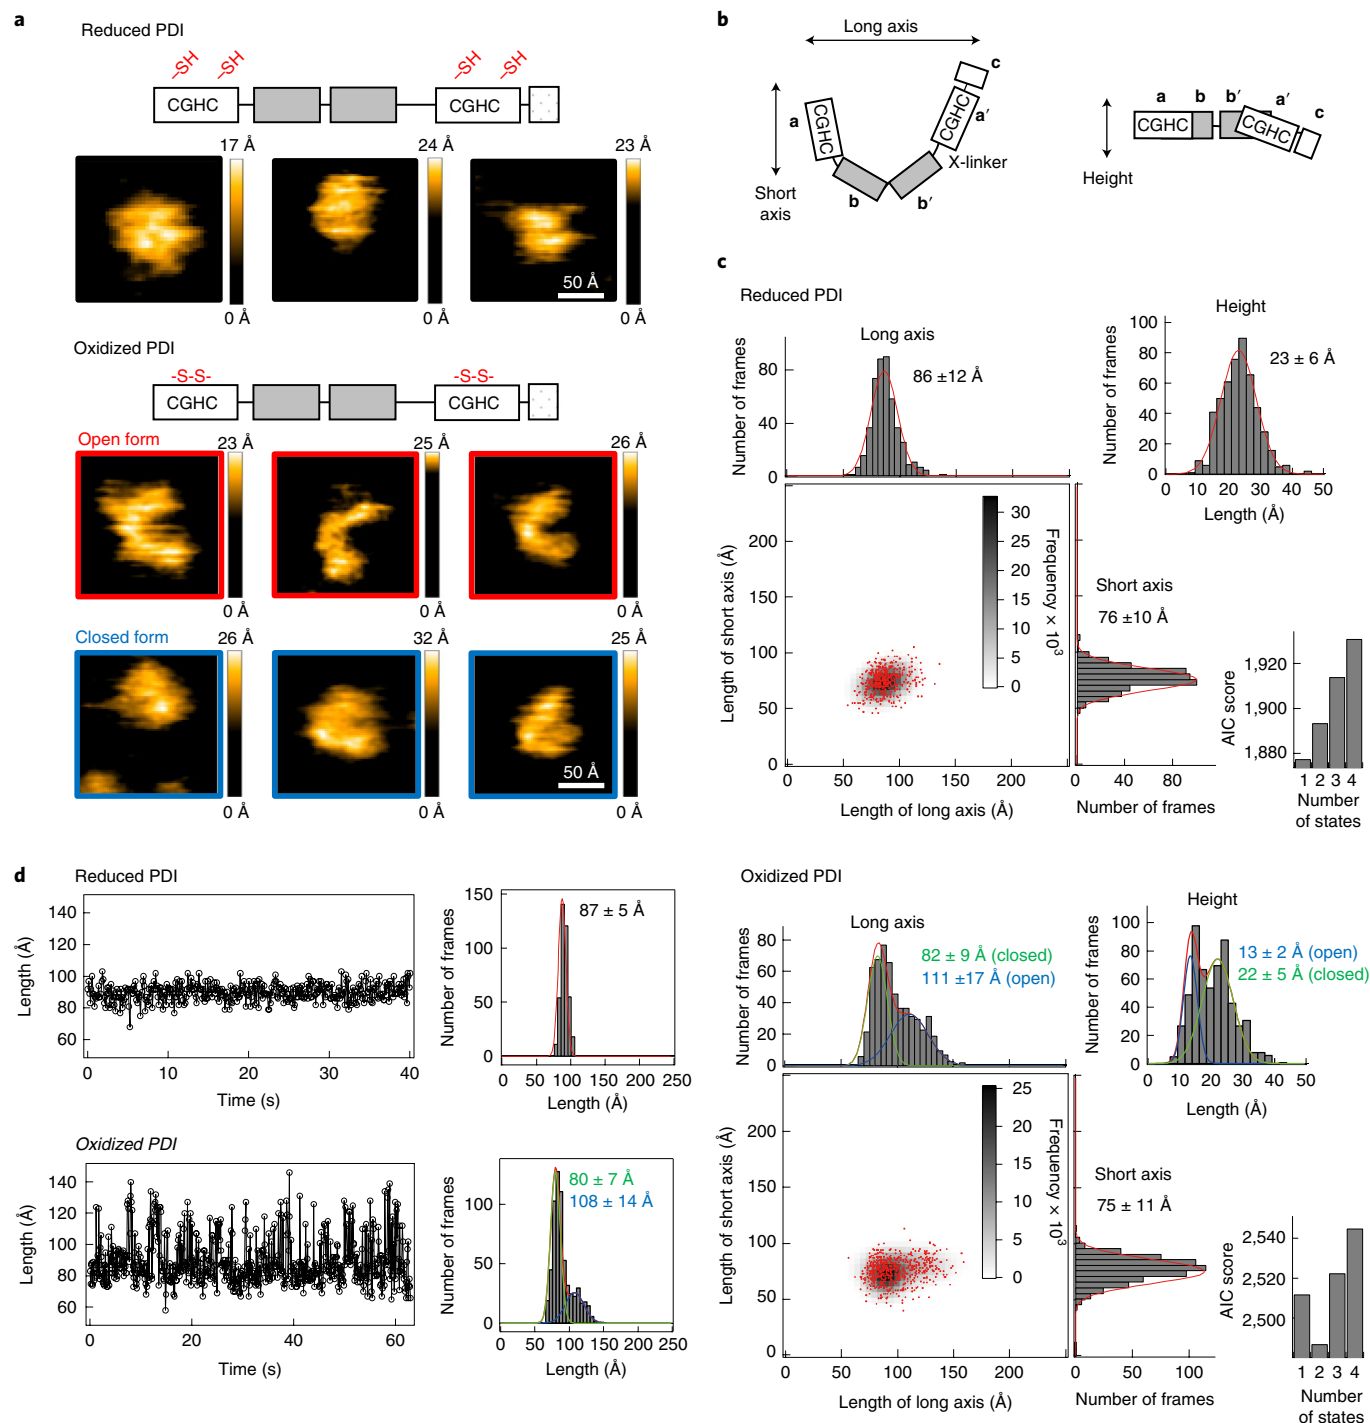 a
Reduced PDI
–SH –SH –SH –SH
CGHC CGHC
17 Å 24 Å 23 Å
50 Å
0 Å 0 Å 0 Å
Oxidized PDI
-S-S- -S-S-
CGHC CGHC
Open form
23 Å 25 Å 26 Å
0 Å 0 Å 0 Å
Closed form
26 Å 32 Å 25 Å
50 Å
0 Å 0 Å 0 Å
b
Long axis
Short
axis
a
CGHC
b
b′
X-linker
CGHC
a′
c
Height
a b b′ a′ c
CGHC CGHC
c
Reduced PDI
Long axis
86 ±12 Å
Number of frames
80
40
0
Height
23 ± 6 Å
Number of frames
100
80
60
40
20
0
0 10 20 30 40 50
Length (Å)
Length of short axis (Å)
200
150
100
50
0
0 50 100 150 200
Length of long axis (Å)
30
25
20
15
10
5
0
Frequency × 10³
Short axis
76 ±10 Å
0 40 80
Number of frames
AIC score
1,920
1,900
1,880
1 2 3 4
Number
of states
Oxidized PDI
Long axis
82 ± 9 Å (closed)
111 ±17 Å (open)
Number of frames
80
60
40
20
0
Height
13 ± 2 Å (open)
22 ± 5 Å (closed)
Number of frames
100
80
60
40
20
0
0 10 20 30 40 50
Length (Å)
Length of short axis (Å)
200
150
100
50
0
0 50 100 150 200
Length of long axis (Å)
25
20
15
10
5
0
Frequency × 10³
Short axis
75 ± 11 Å
0 50 100
Number of frames
AIC score
2,540
2,520
2,500
1 2 3 4
Number
of states
d
Reduced PDI
Length (Å)
140
120
100
80
60
0 10 20 30 40
Time (s)
Number of frames
150
100
50
0
87 ± 5 Å
0 50 100 150 200 250
Length (Å)
Oxidized PDI
Length (Å)
140
120
100
80
60
0 20 40 60
Time (s)
Number of frames
100
50
0
80 ± 7 Å
108 ± 14 Å
0 50 100 150 200 250
Length (Å)